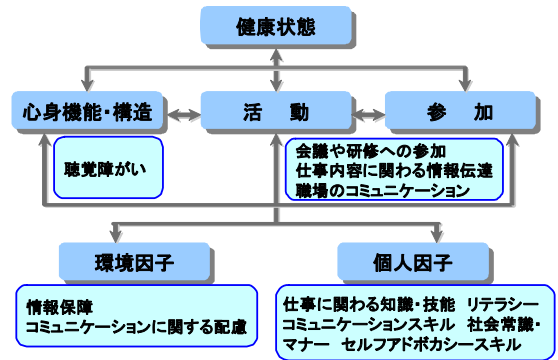 健康状態
心身機能・構造
活　動
参　加
聴覚障がい
会議や研修への参加
仕事内容に関わる情報伝達
職場のコミュニケーション
環境因子
個人因子
情報保障
コミュニケーションに関する配慮
仕事に関わる知識・技能　リテラシー
コミュニケーションスキル　社会常識・
マナー　セルフアドボカシースキル